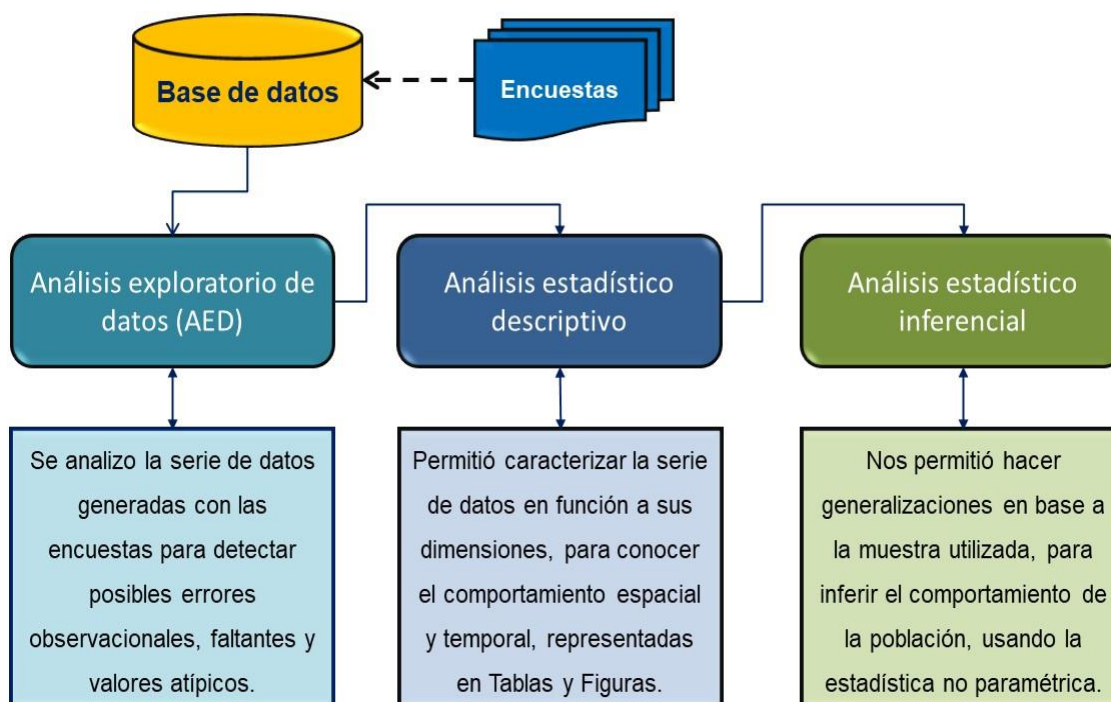 Base de datos
Encuestas
Análisis exploratorio de
datos (AED)
Análisis estadístico
descriptivo
Análisis estadístico
inferencial
Se analizo la serie de datos
generadas con las
encuestas para detectar
posibles errores
observacionales, faltantes y
valores atípicos.
Permitió caracterizar la serie
de datos en función a sus
dimensiones, para conocer
el comportamiento espacial
y temporal, representadas
en Tablas y Figuras.
Nos permitió hacer
generalizaciones en base a
la muestra utilizada, para
inferir el comportamiento de
la población, usando la
estadística no paramétrica.